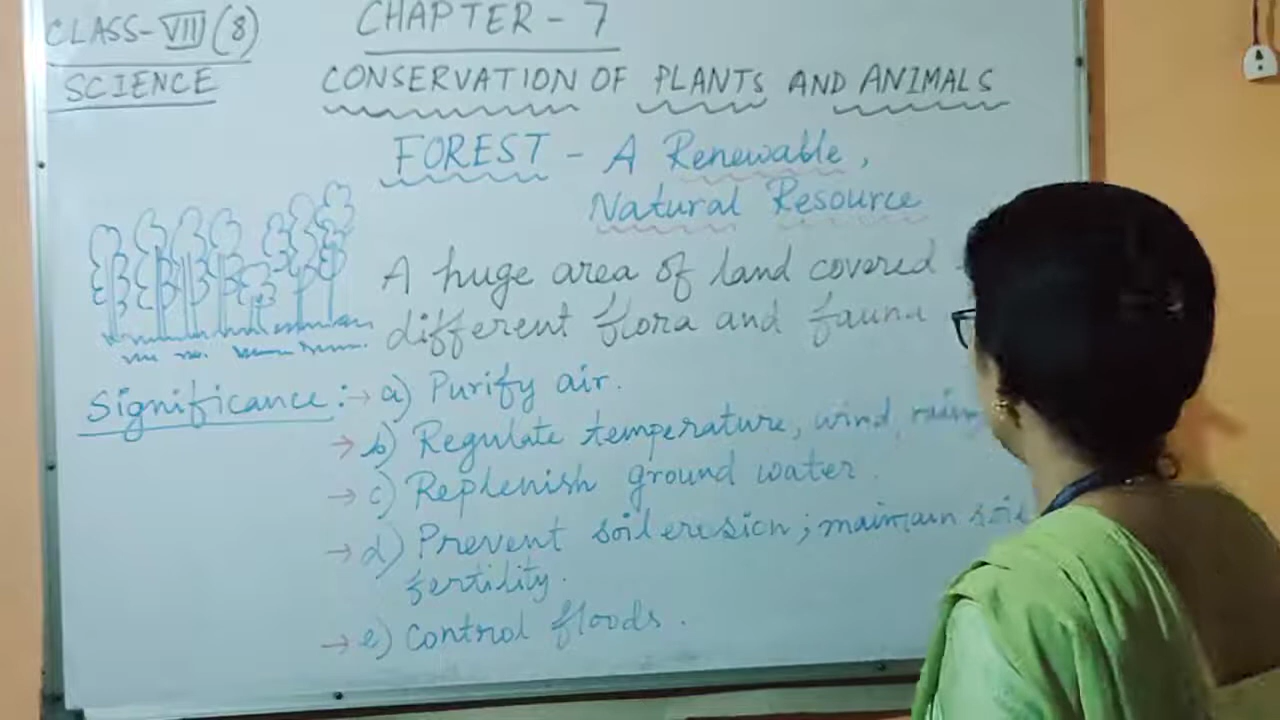 CLASS-VIII (8)
SCIENCE
CHAPTER - 7
CONSERVATION OF PLANTS AND ANIMALS
FOREST - A Renewable,
Natural Resource
A huge area of land covered
different flora and fauna
Significance :→ a) Purify air.
→ b) Regulate temperature, wind, rain
→ c) Replenish ground water.
→ d) Prevent soil erosion ; maintain soil
fertility.
→ e) Control floods.